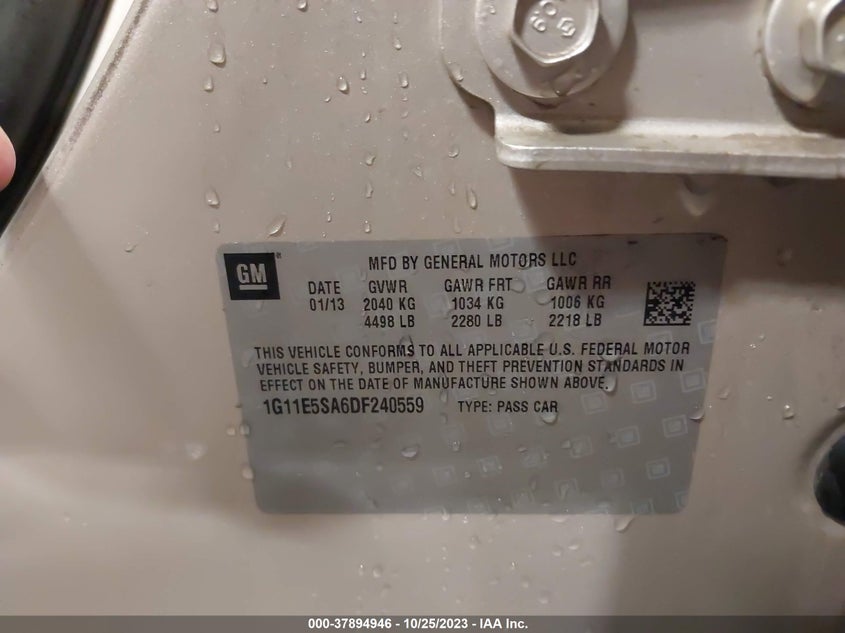 GM
MFD BY GENERAL MOTORS LLC
DATE GVWR GAWR FRT GAWR RR
01/13 2040 KG 1034 KG 1006 KG
4498 LB 2280 LB 2218 LB
THIS VEHICLE CONFORMS TO ALL APPLICABLE U.S. FEDERAL MOTOR
VEHICLE SAFETY, BUMPER, AND THEFT PREVENTION STANDARDS IN
EFFECT ON THE DATE OF MANUFACTURE SHOWN ABOVE.
1G11E5SA6DF240559 TYPE: PASS CAR
000-37894946 - 10/25/2023 - IAA Inc.